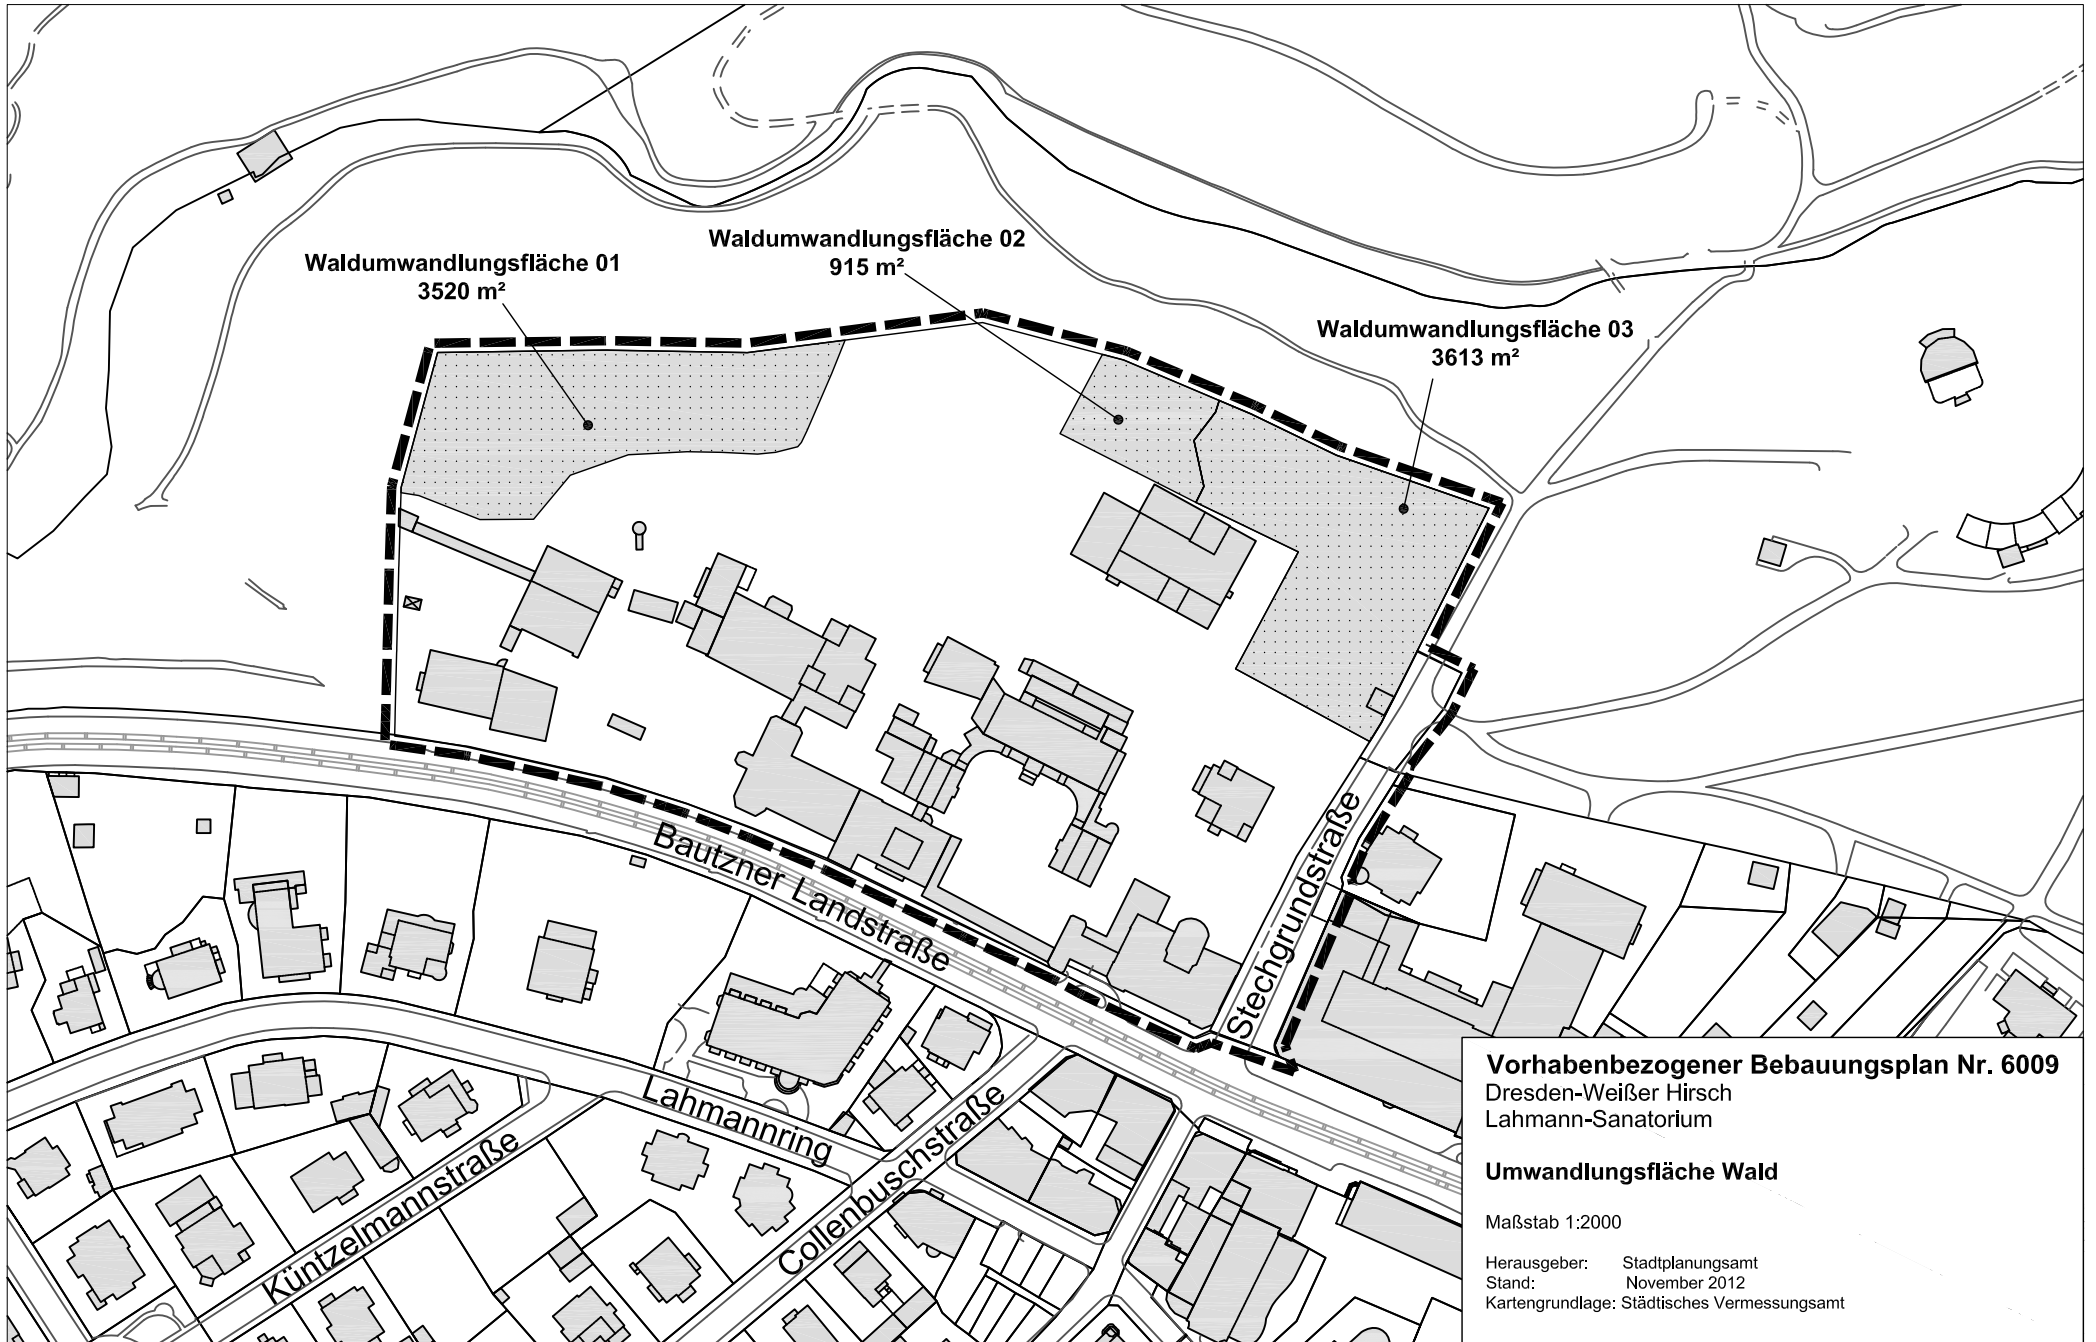 Waldumwandlungsfläche 01
3520 m²
Waldumwandlungsfläche 02
915 m²
Waldumwandlungsfläche 03
3613 m²
Bautzner Landstraße
Stechgrundstraße
Lahmannring
Collenbuschstraße
Küntzelmannstraße
Vorhabenbezogener Bebauungsplan Nr. 6009
Dresden-Weißer Hirsch
Lahmann-Sanatorium
Umwandlungsfläche Wald
Maßstab 1:2000
Herausgeber: Stadtplanungsamt
Stand: November 2012
Kartengrundlage: Städtisches Vermessungsamt